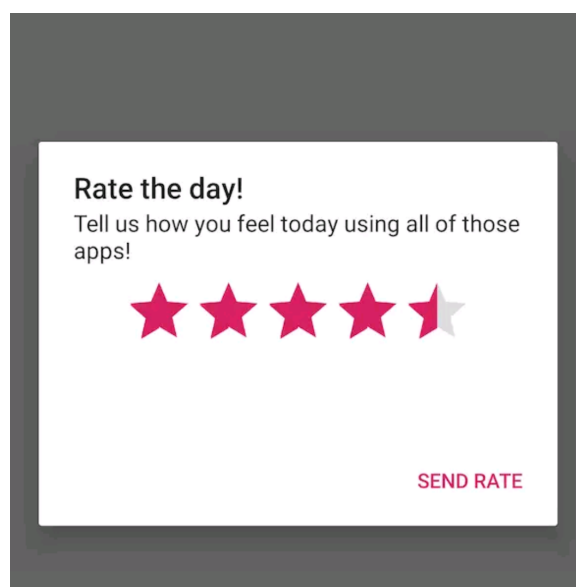 Rate the day!
Tell us how you feel today using all of those
apps!
SEND RATE